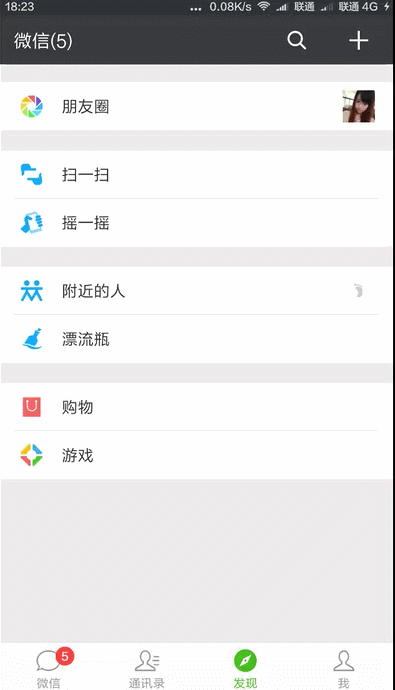 18:23 ... 0.08K/s 联通 联通 4G
微信(5)
朋友圈
扫一扫
摇一摇
附近的人
漂流瓶
购物
游戏
5
微信 通讯录 发现 我